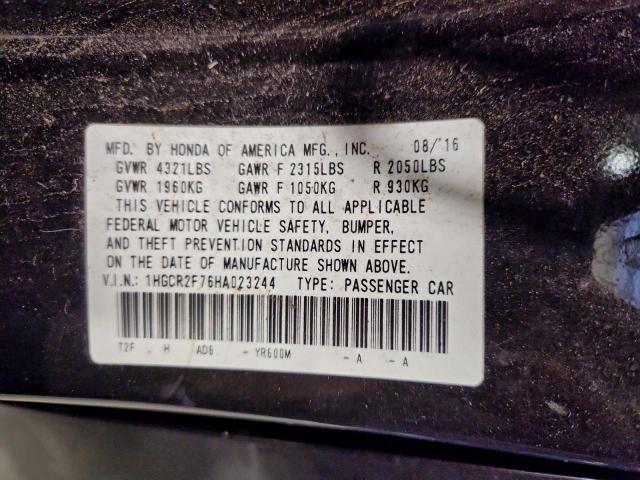 MFD. BY HONDA OF AMERICA MFG., INC. 08/'16
GVWR 4321LBS GAWR F 2315LBS R 2050LBS
GVWR 1960KG GAWR F 1050KG R 930KG
THIS VEHICLE CONFORMS TO ALL APPLICABLE
FEDERAL MOTOR VEHICLE SAFETY, BUMPER,
AND THEFT PREVENTION STANDARDS IN EFFECT
ON THE DATE OF MANUFACTURE SHOWN ABOVE.
V.I.N.: 1HGCR2F76HA023244 TYPE: PASSENGER CAR
T2F - H AD6 - YR600M - A - A